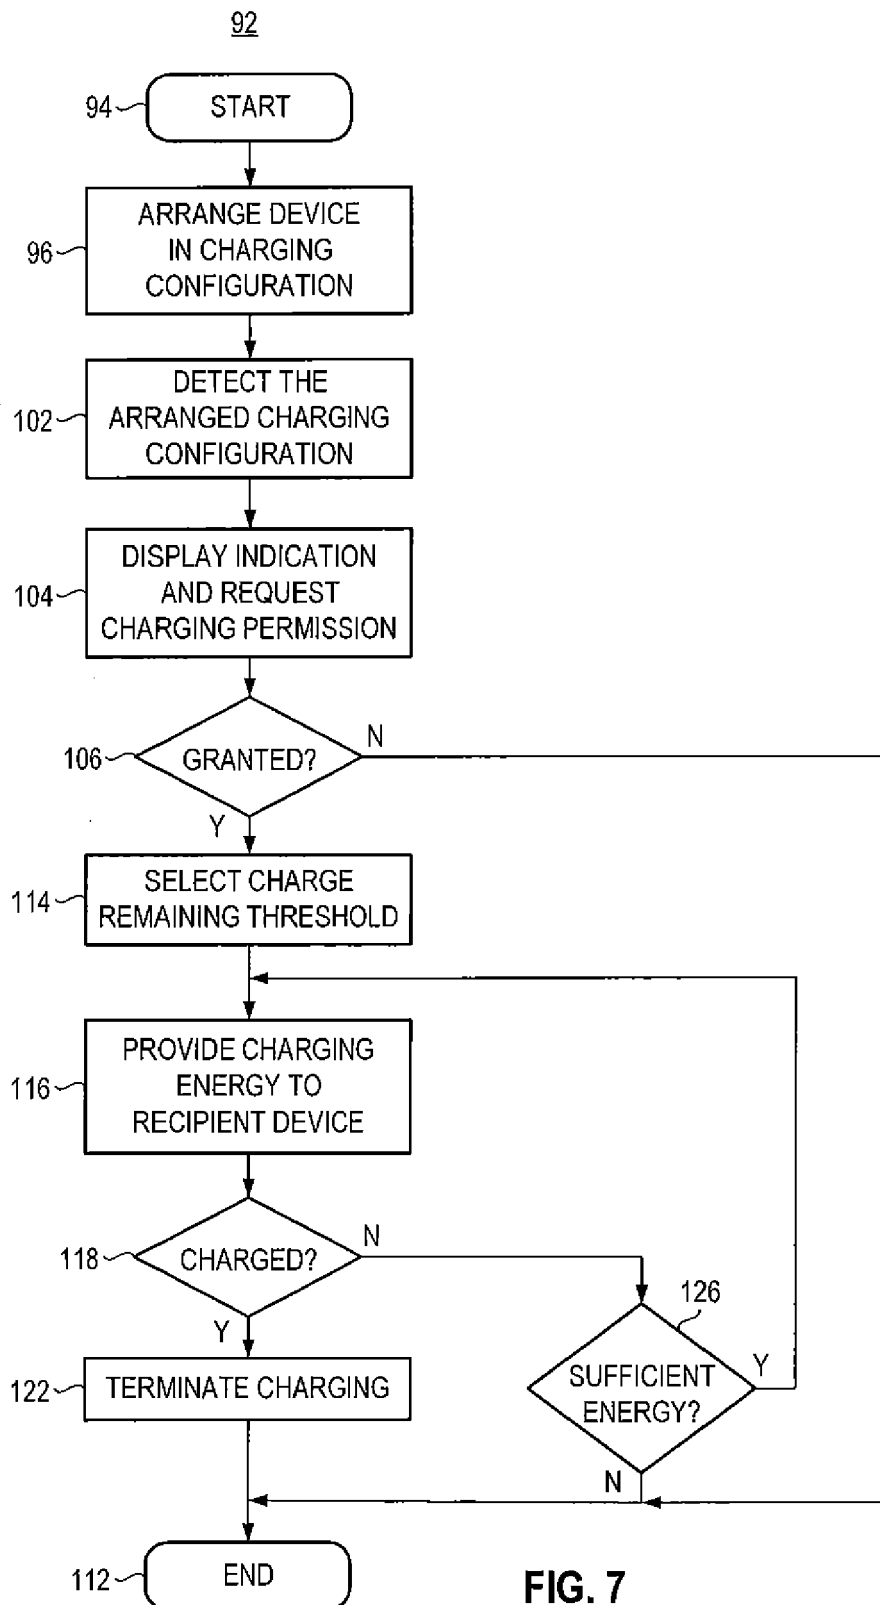 92
94
START
96
ARRANGE DEVICE
IN CHARGING
CONFIGURATION
102
DETECT THE
ARRANGED CHARGING
CONFIGURATION
104
DISPLAY INDICATION
AND REQUEST
CHARGING PERMISSION
106
GRANTED?
N
Y
114
SELECT CHARGE
REMAINING THRESHOLD
116
PROVIDE CHARGING
ENERGY TO
RECIPIENT DEVICE
118
CHARGED?
N
Y
126
SUFFICIENT
ENERGY?
Y
N
122
TERMINATE CHARGING
112
END
FIG. 7